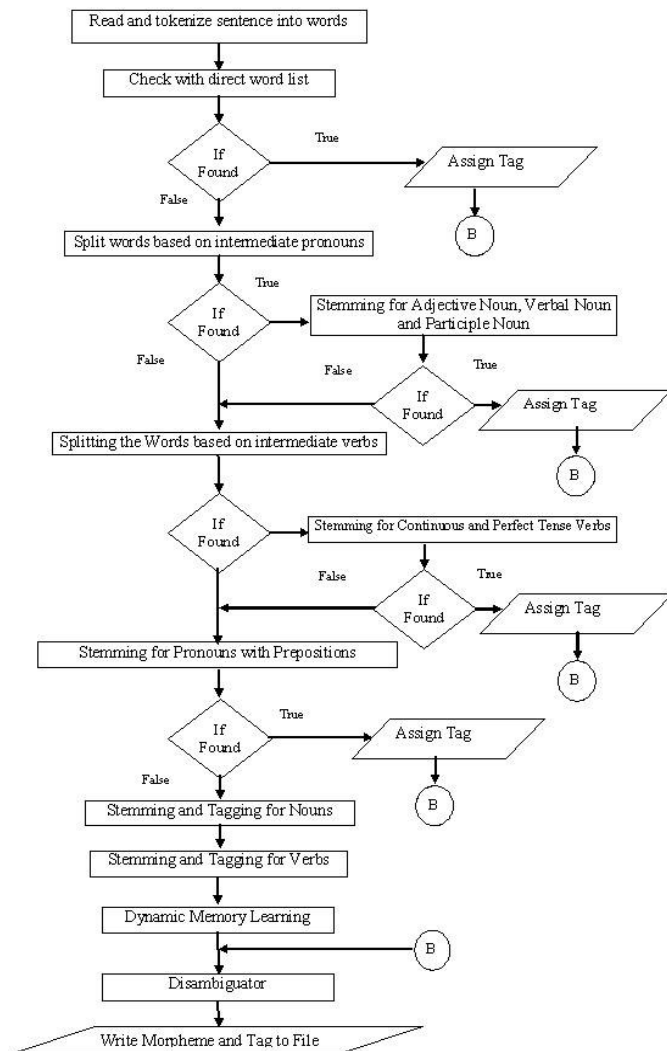 Read and tokenize sentence into words
Check with direct word list
True
If
Found
Assign Tag
False
B
Split words based on intermediate pronouns
True
If
Found
Stemming for Adjective Noun, Verbal Noun
and Participle Noun
False
False
True
If
Found
Assign Tag
Splitting the Words based on intermediate verbs
B
If
Found
Stemming for Continuous and Perfect Tense Verbs
False
True
If
Found
Assign Tag
Stemming for Pronouns with Prepositions
B
True
If
Found
Assign Tag
False
B
Stemming and Tagging for Nouns
Stemming and Tagging for Verbs
Dynamic Memory Learning
B
Disambiguator
Write Morpheme and Tag to File